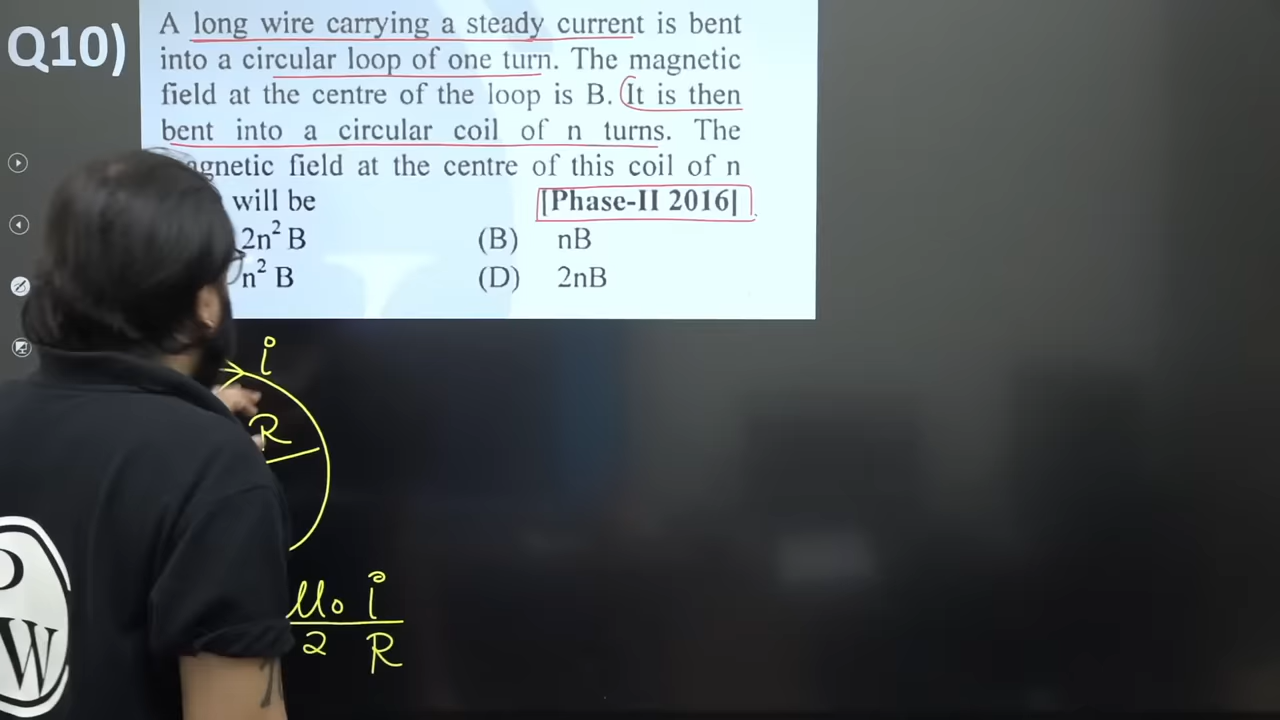 Q10)
A long wire carrying a steady current is bent
into a circular loop of one turn. The magnetic
field at the centre of the loop is B. It is then
bent into a circular coil of n turns. The
agnetic field at the centre of this coil of n
will be [Phase-II 2016]
2n² B (B) nB
n² B (D) 2nB
i
R
μ₀ i
2 R
P
W